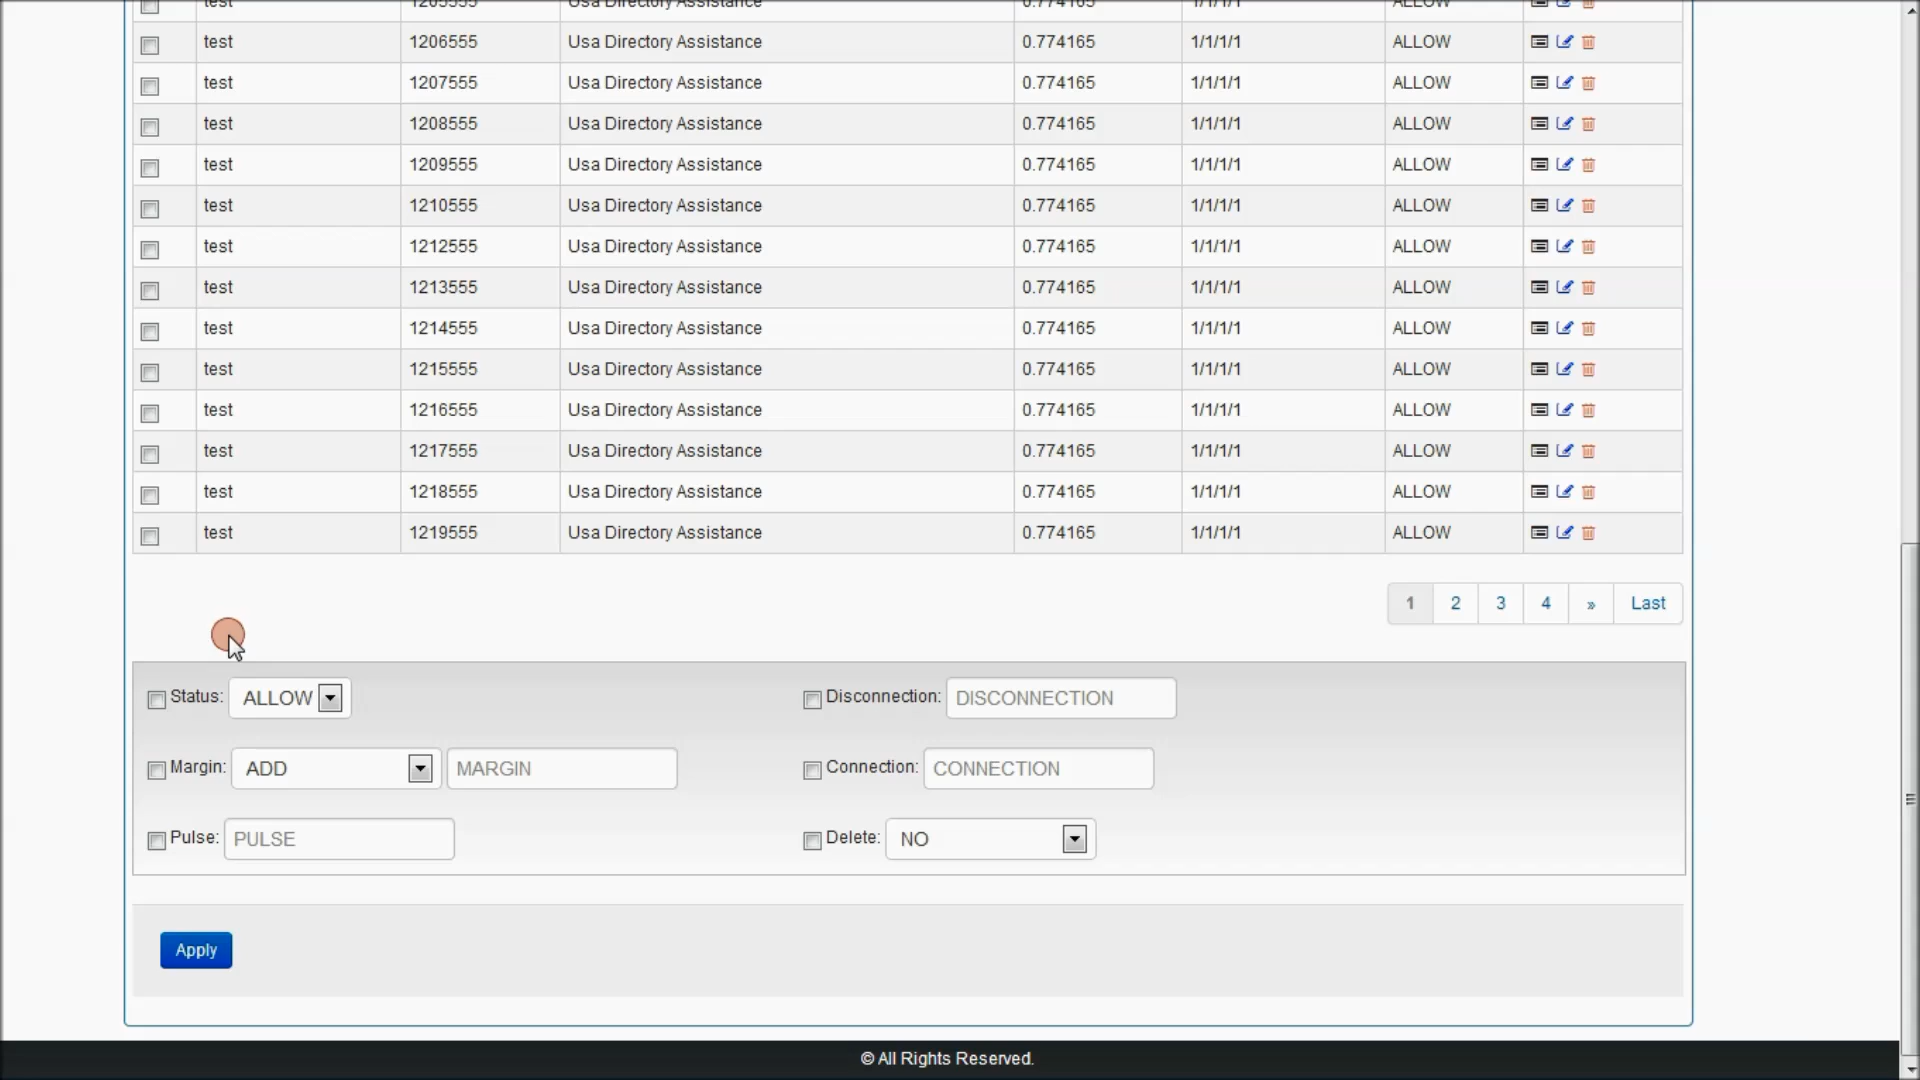 test 1205555 Usa Directory Assistance 0.774165 1/1/1/1 ALLOW
test 1206555 Usa Directory Assistance 0.774165 1/1/1/1 ALLOW
test 1207555 Usa Directory Assistance 0.774165 1/1/1/1 ALLOW
test 1208555 Usa Directory Assistance 0.774165 1/1/1/1 ALLOW
test 1209555 Usa Directory Assistance 0.774165 1/1/1/1 ALLOW
test 1210555 Usa Directory Assistance 0.774165 1/1/1/1 ALLOW
test 1212555 Usa Directory Assistance 0.774165 1/1/1/1 ALLOW
test 1213555 Usa Directory Assistance 0.774165 1/1/1/1 ALLOW
test 1214555 Usa Directory Assistance 0.774165 1/1/1/1 ALLOW
test 1215555 Usa Directory Assistance 0.774165 1/1/1/1 ALLOW
test 1216555 Usa Directory Assistance 0.774165 1/1/1/1 ALLOW
test 1217555 Usa Directory Assistance 0.774165 1/1/1/1 ALLOW
test 1218555 Usa Directory Assistance 0.774165 1/1/1/1 ALLOW
test 1219555 Usa Directory Assistance 0.774165 1/1/1/1 ALLOW
1 2 3 4 » Last
Status: ALLOW Disconnection: DISCONNECTION
Margin: ADD MARGIN Connection: CONNECTION
Pulse: PULSE Delete: NO
Apply
© All Rights Reserved.